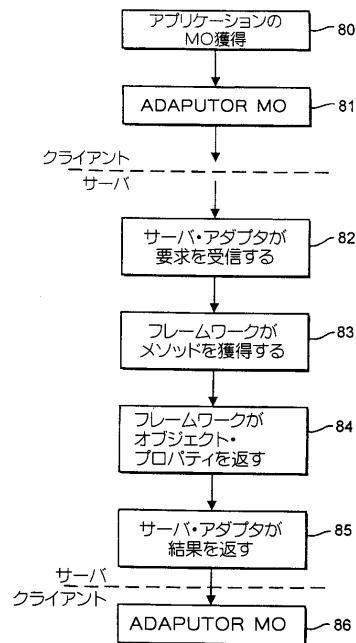 アプリケーションの
MO獲得
80
ADAPUTOR MO
81
クライアント
サーバ
サーバ・アダプタが
要求を受信する
82
フレームワークが
メソッドを獲得する
83
フレームワークが
オブジェクト・
プロパティを返す
84
サーバ・アダプタが
結果を返す
85
サーバ
クライアント
ADAPUTOR MO
86